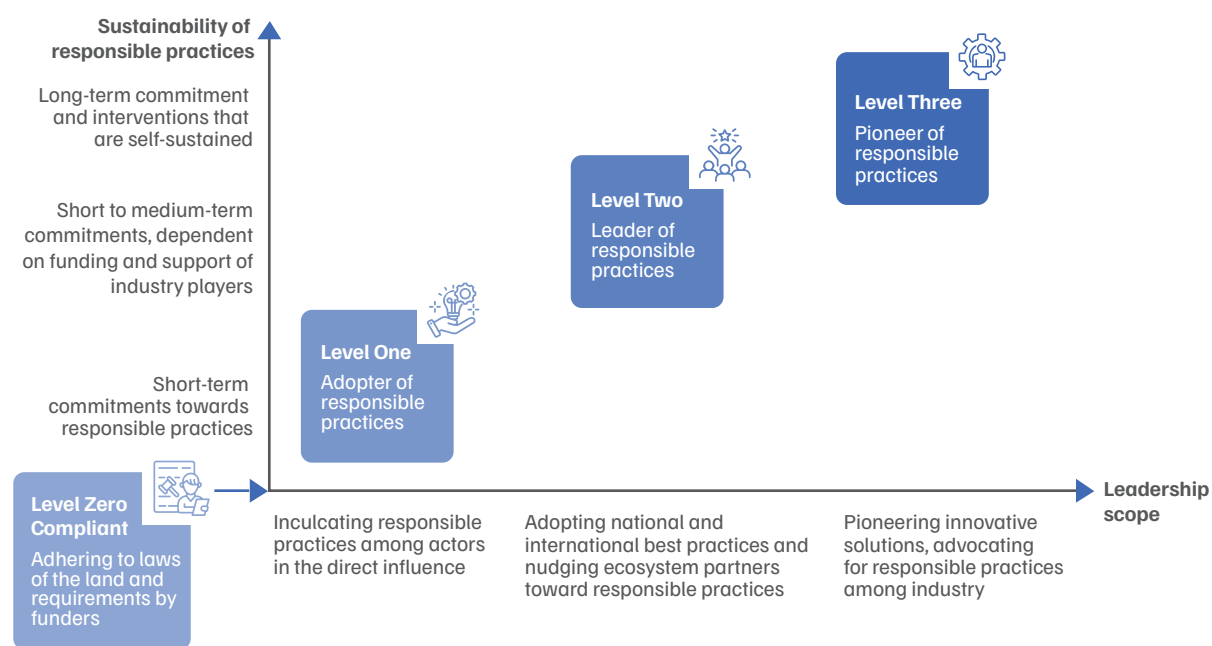 Sustainability of
responsible practices
Long-term commitment
and interventions that
are self-sustained
Short to medium-term
commitments, dependent
on funding and support of
industry players
Short-term
commitments towards
responsible practices
Level Three
Pioneer of
responsible
practices
Level Two
Leader of
responsible
practices
Level One
Adopter of
responsible
practices
Level Zero
Compliant
Adhering to laws
of the land and
requirements by
funders
Inculcating responsible
practices among actors
in the direct influence
Adopting national and
international best practices and
nudging ecosystem partners
toward responsible practices
Pioneering innovative
solutions, advocating
for responsible practices
among industry
Leadership
scope